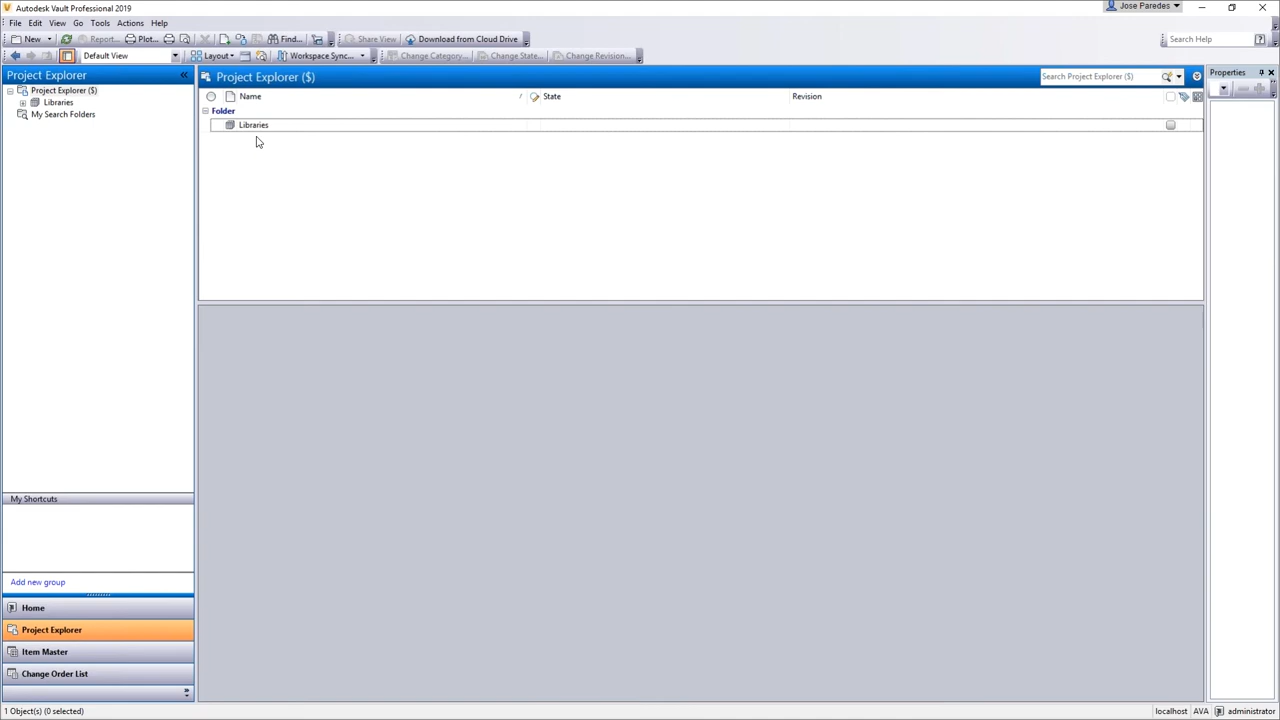 Autodesk Vault Professional 2019
Jose Paredes
File Edit View Go Tools Actions Help
New Report... Plot... Find... Share View Download from Cloud Drive Search Help
Default View Layout Workspace Sync... Change Category... Change State... Change Revision...
Project Explorer
Project Explorer ($)
Libraries
My Search Folders
Project Explorer ($)
Search Project Explorer ($)
Name / State Revision
Folder
Libraries
Properties
My Shortcuts
Add new group
Home
Project Explorer
Item Master
Change Order List
1 Object(s) (0 selected)
localhost AVA administrator